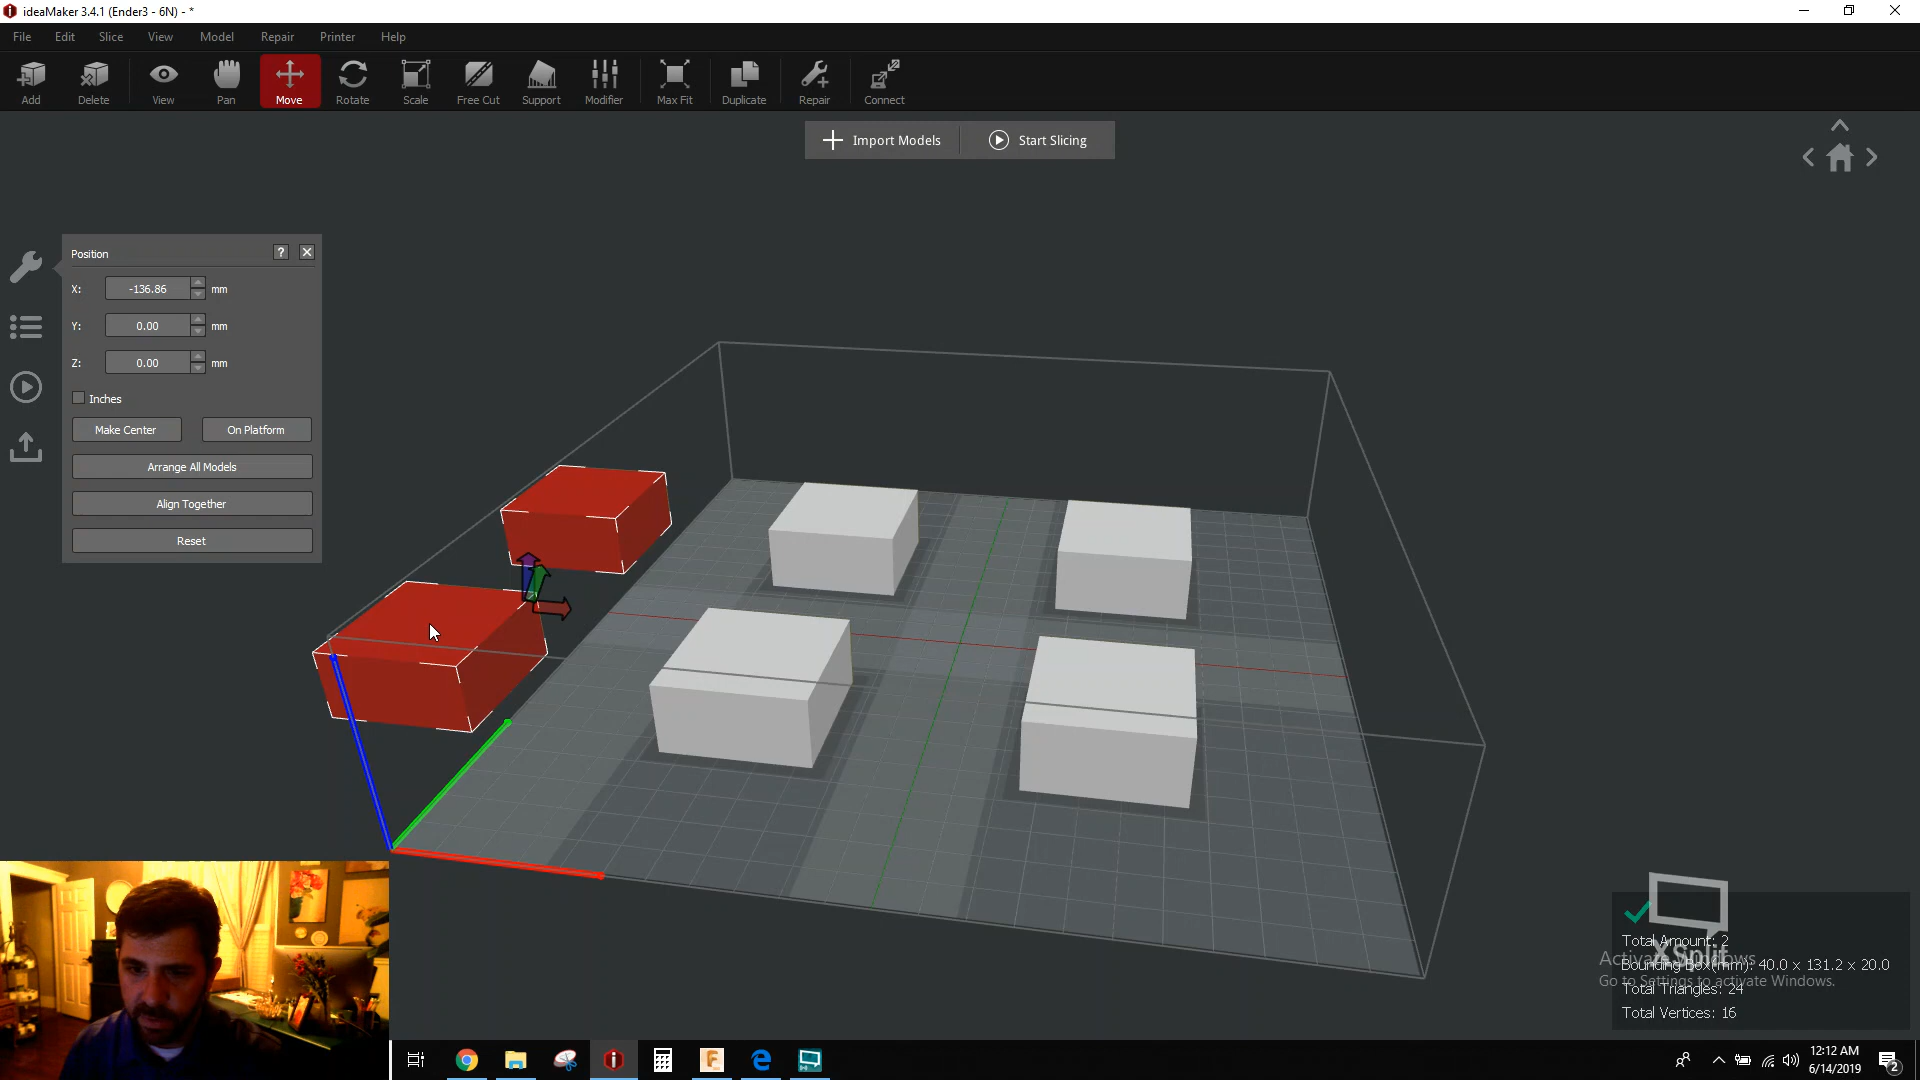 ideaMaker 3.4.1 (Ender3 - 6N) - *
File Edit Slice View Model Repair Printer Help
Add Delete View Pan Move Rotate Scale Free Cut Support Modifier Max Fit Duplicate Repair Connect
Import Models Start Slicing
Position ?
X: -136.86 mm
Y: 0.00 mm
Z: 0.00 mm
Inches
Make Center On Platform
Arrange All Models
Align Together
Reset
Total Amount: 2
XSplit
Activate Windows
Bounding Box(mm): 40.0 x 131.2 x 20.0
Go to Settings to activate Windows.
Total Triangles: 24
Total Vertices: 16
12:12 AM
6/14/2019
2